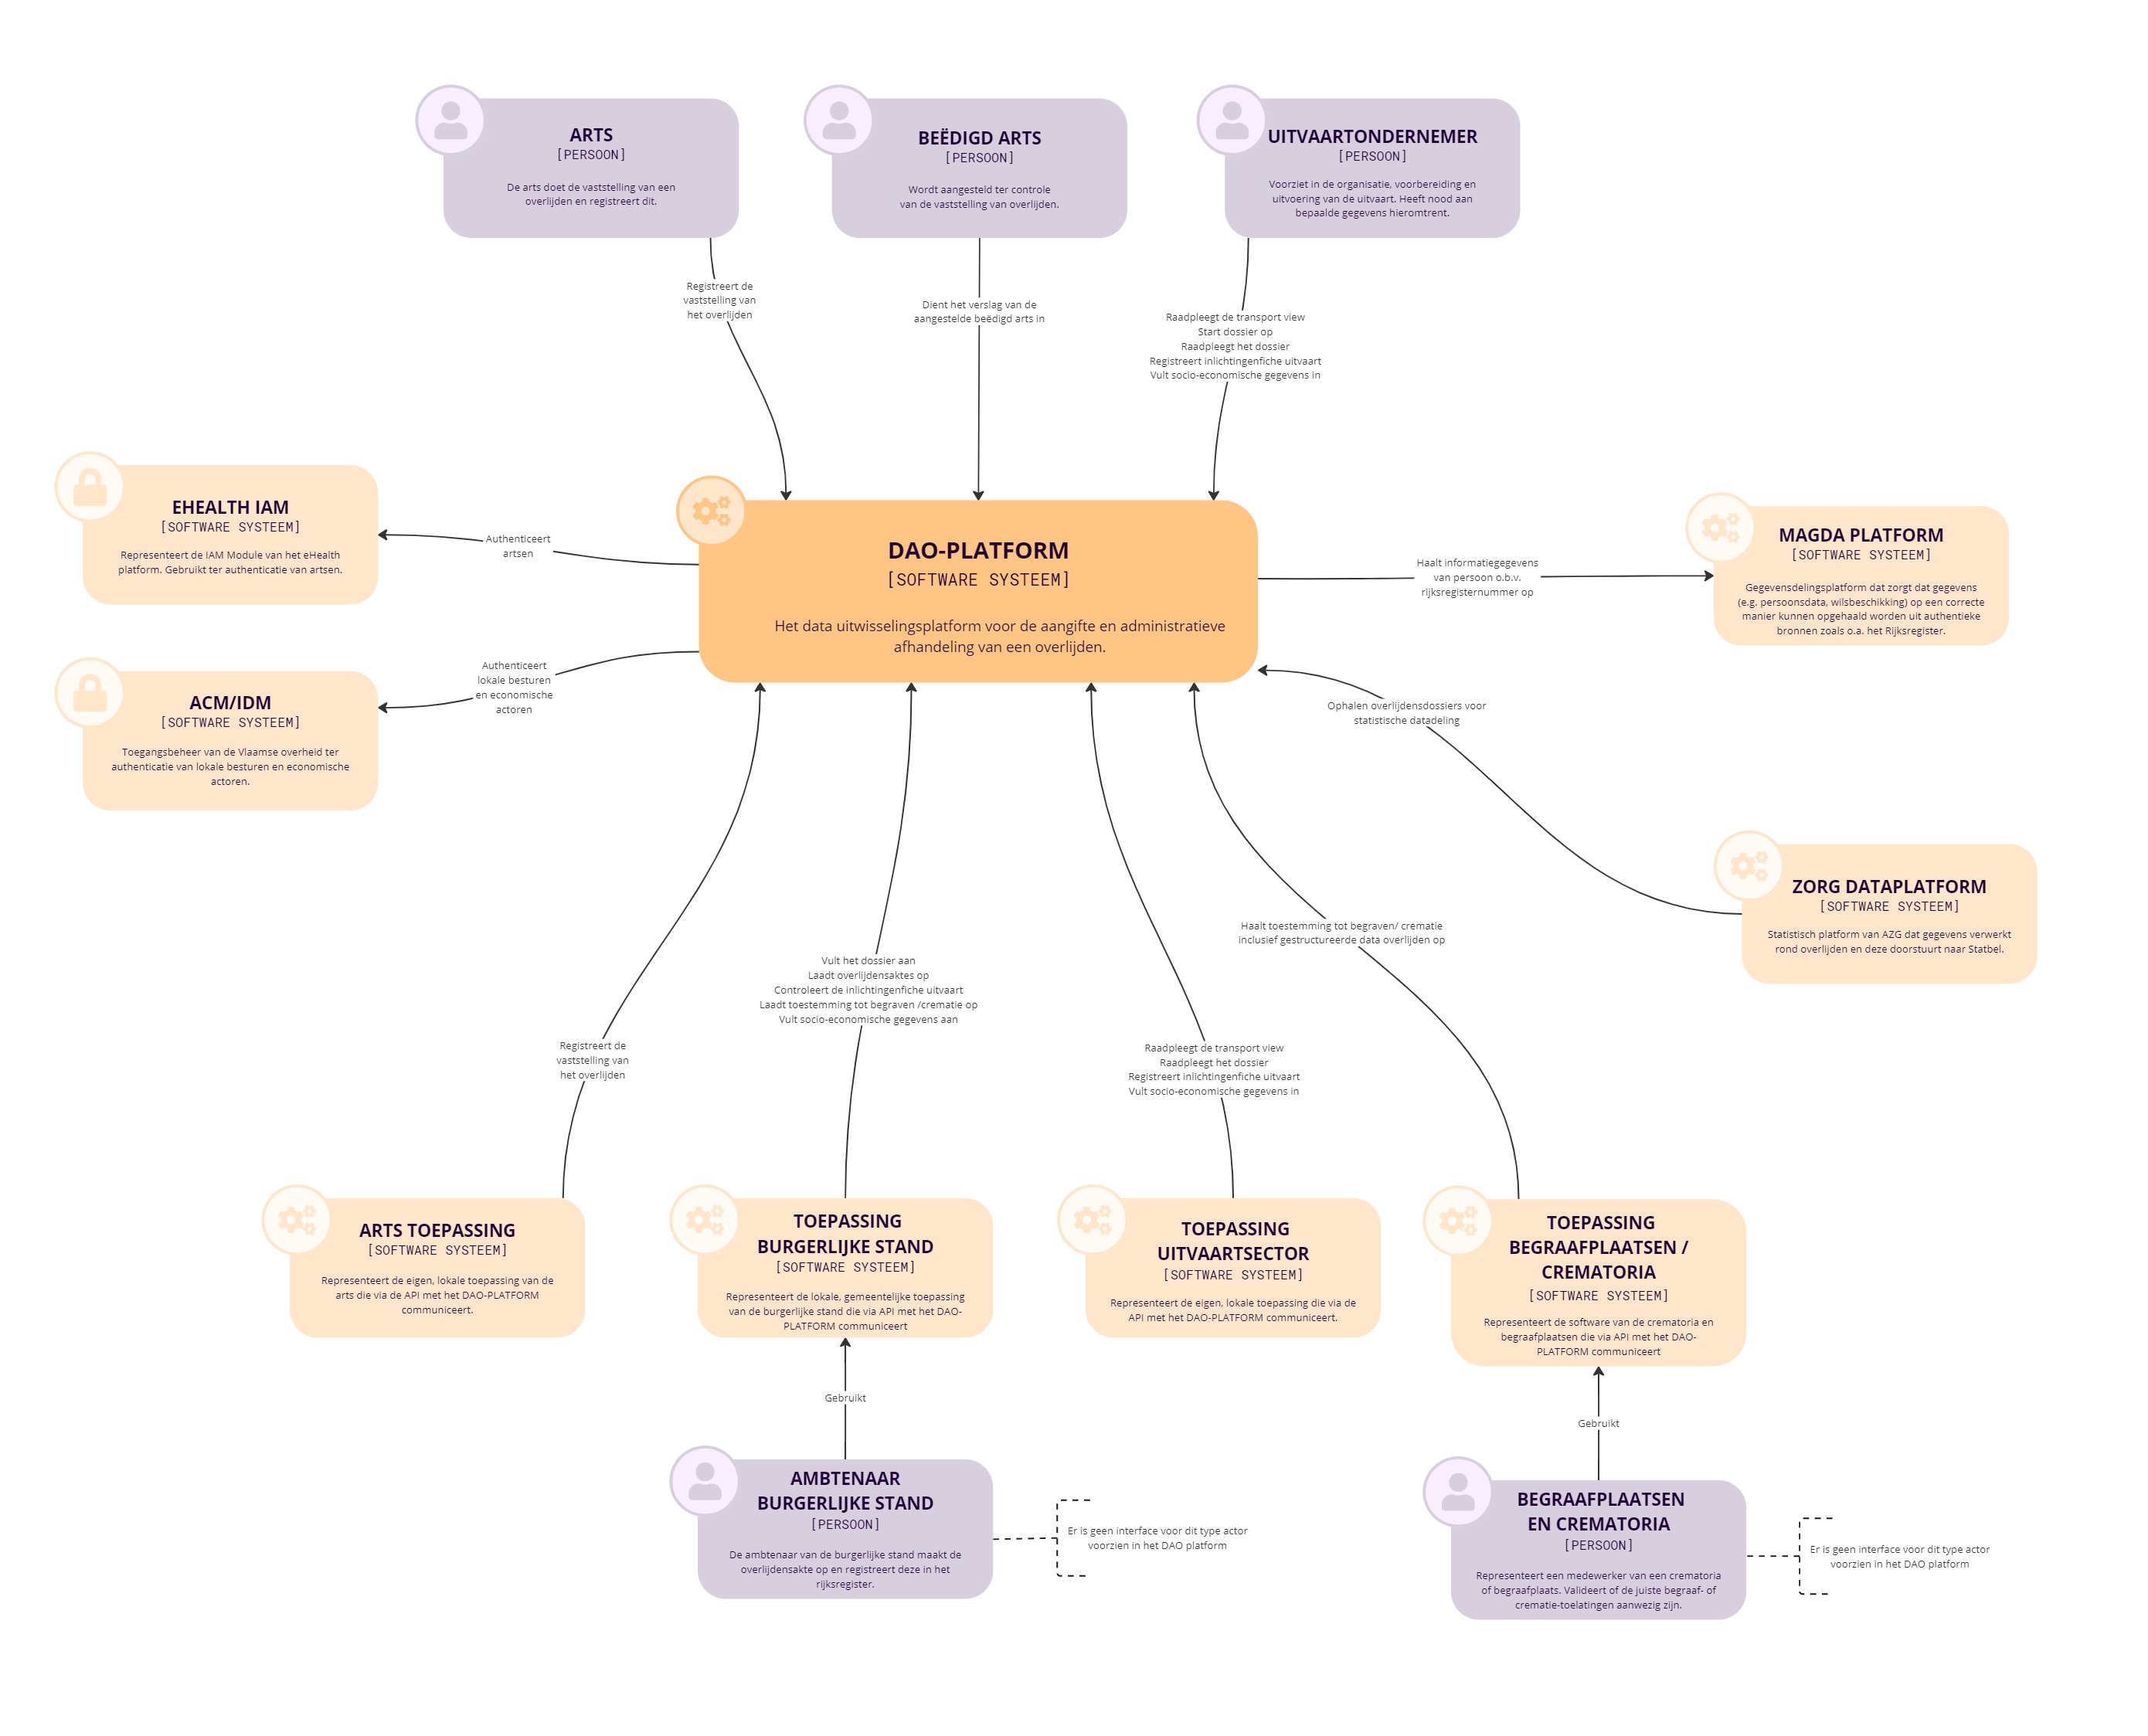 ARTS
[PERSOON]
De arts doet de vaststelling van een
overlijden en registreert dit.
BEËDIGD ARTS
[PERSOON]
Wordt aangesteld ter controle
van de vaststelling van overlijden.
UITVAARTONDERNEMER
[PERSOON]
Voorziet in de organisatie, voorbereiding en
uitvoering van de uitvaart. Heeft nood aan
bepaalde gegevens hieromtrent.
Registreert de
vaststelling van
het overlijden
Dient het verslag van de
aangestelde beëdigd arts in
Raadpleegt de transport view
Start dossier op
Raadpleegt het dossier
Registreert inlichtingenfiche uitvaart
Vult socio-economische gegevens in
EHEALTH IAM
[SOFTWARE SYSTEEM]
Representeert de IAM Module van het eHealth
platform. Gebruikt ter authenticatie van artsen.
Authenticeert
artsen
DAO-PLATFORM
[SOFTWARE SYSTEEM]
Het data uitwisselingsplatform voor de aangifte en administratieve
afhandeling van een overlijden.
Haalt informatiegegevens
van persoon o.b.v.
rijksregisternummer op
MAGDA PLATFORM
[SOFTWARE SYSTEEM]
Gegevensdelingsplatform dat zorgt dat gegevens
(e.g. persoonsdata, wilsbeschikking) op een correcte
manier kunnen opgehaald worden uit authentieke
bronnen zoals o.a. het Rijksregister.
ACM/IDM
[SOFTWARE SYSTEEM]
Toegangsbeheer van de Vlaamse overheid ter
authenticatie van lokale besturen en economische
actoren.
Authenticeert
lokale besturen
en economische
actoren
Ophalen overlijdensdossiers voor
statistische datadeling
ZORG DATAPLATFORM
[SOFTWARE SYSTEEM]
Statistisch platform van AZG dat gegevens verwerkt
rond overlijden en deze doorstuurt naar Statbel.
Haalt toestemming tot begraven/ crematie
inclusief gestructureerde data overlijden op
Vult het dossier aan
Laadt overlijdensaktes op
Controleert de inlichtingenfiche uitvaart
Laadt toestemming tot begraven /crematie op
Vult socio-economische gegevens aan
Registreert de
vaststelling van
het overlijden
Raadpleegt de transport view
Raadpleegt het dossier
Registreert inlichtingenfiche uitvaart
Vult socio-economische gegevens in
ARTS TOEPASSING
[SOFTWARE SYSTEEM]
Representeert de eigen, lokale toepassing van de
arts die via de API met het DAO-PLATFORM
communiceert.
TOEPASSING
BURGERLIJKE STAND
[SOFTWARE SYSTEEM]
Representeert de lokale, gemeentelijke toepassing
van de burgerlijke stand die via API met het DAO-
PLATFORM communiceert
TOEPASSING
UITVAARTSECTOR
[SOFTWARE SYSTEEM]
Representeert de eigen, lokale toepassing die via de
API met het DAO-PLATFORM communiceert.
TOEPASSING
BEGRAAFPLAATSEN /
CREMATORIA
[SOFTWARE SYSTEEM]
Representeert de software van de crematoria en
begraafplaatsen die via API met het DAO-
PLATFORM communiceert
Gebruikt
Gebruikt
AMBTENAAR
BURGERLIJKE STAND
[PERSOON]
De ambtenaar van de burgerlijke stand maakt de
overlijdensakte op en registreert deze in het
rijksregister.
Er is geen interface voor dit type actor
voorzien in het DAO platform
BEGRAAFPLAATSEN
EN CREMATORIA
[PERSOON]
Representeert een medewerker van een crematoria
of begraafplaats. Valideert of de juiste begraaf- of
crematie-toelatingen aanwezig zijn.
Er is geen interface voor dit type actor
voorzien in het DAO platform